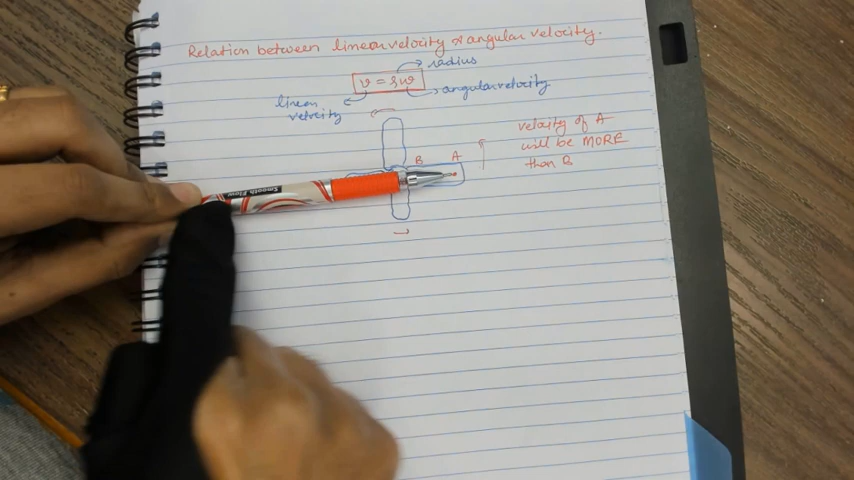 Relation between linear velocity & angular velocity.
radius
v = rω
angular velocity
linear
velocity
velocity of A
B A
will be MORE
than B
Smooth Flow